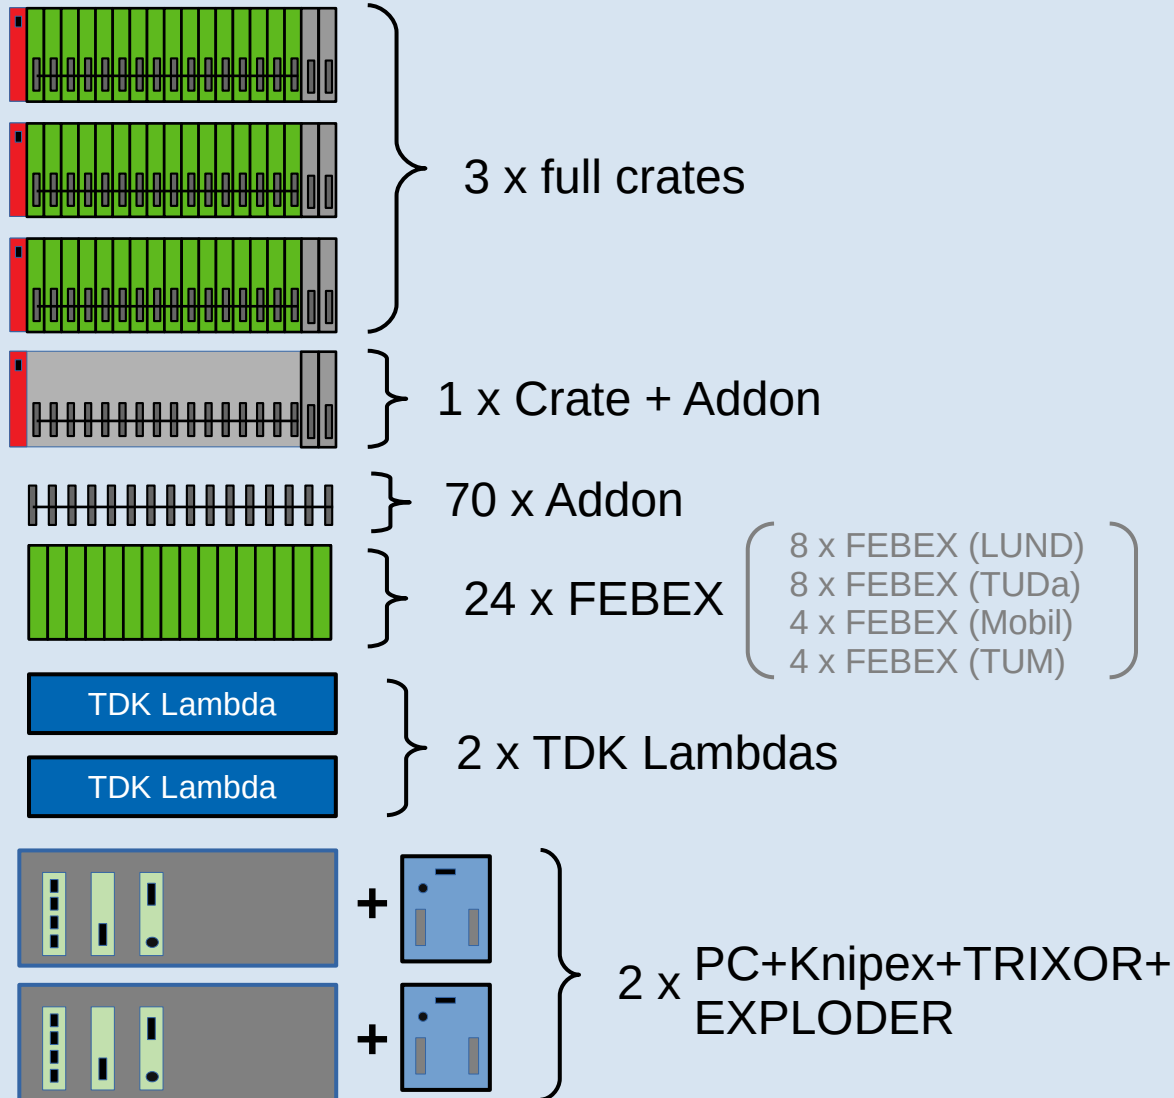 3 x full crates
1 x Crate + Addon
70 x Addon
24 x FEBEX
8 x FEBEX (LUND)
8 x FEBEX (TUDa)
4 x FEBEX (Mobil)
4 x FEBEX (TUM)
TDK Lambda
TDK Lambda
2 x TDK Lambdas
+
+
2 x PC+Knipex+TRIXOR+
EXPLODER